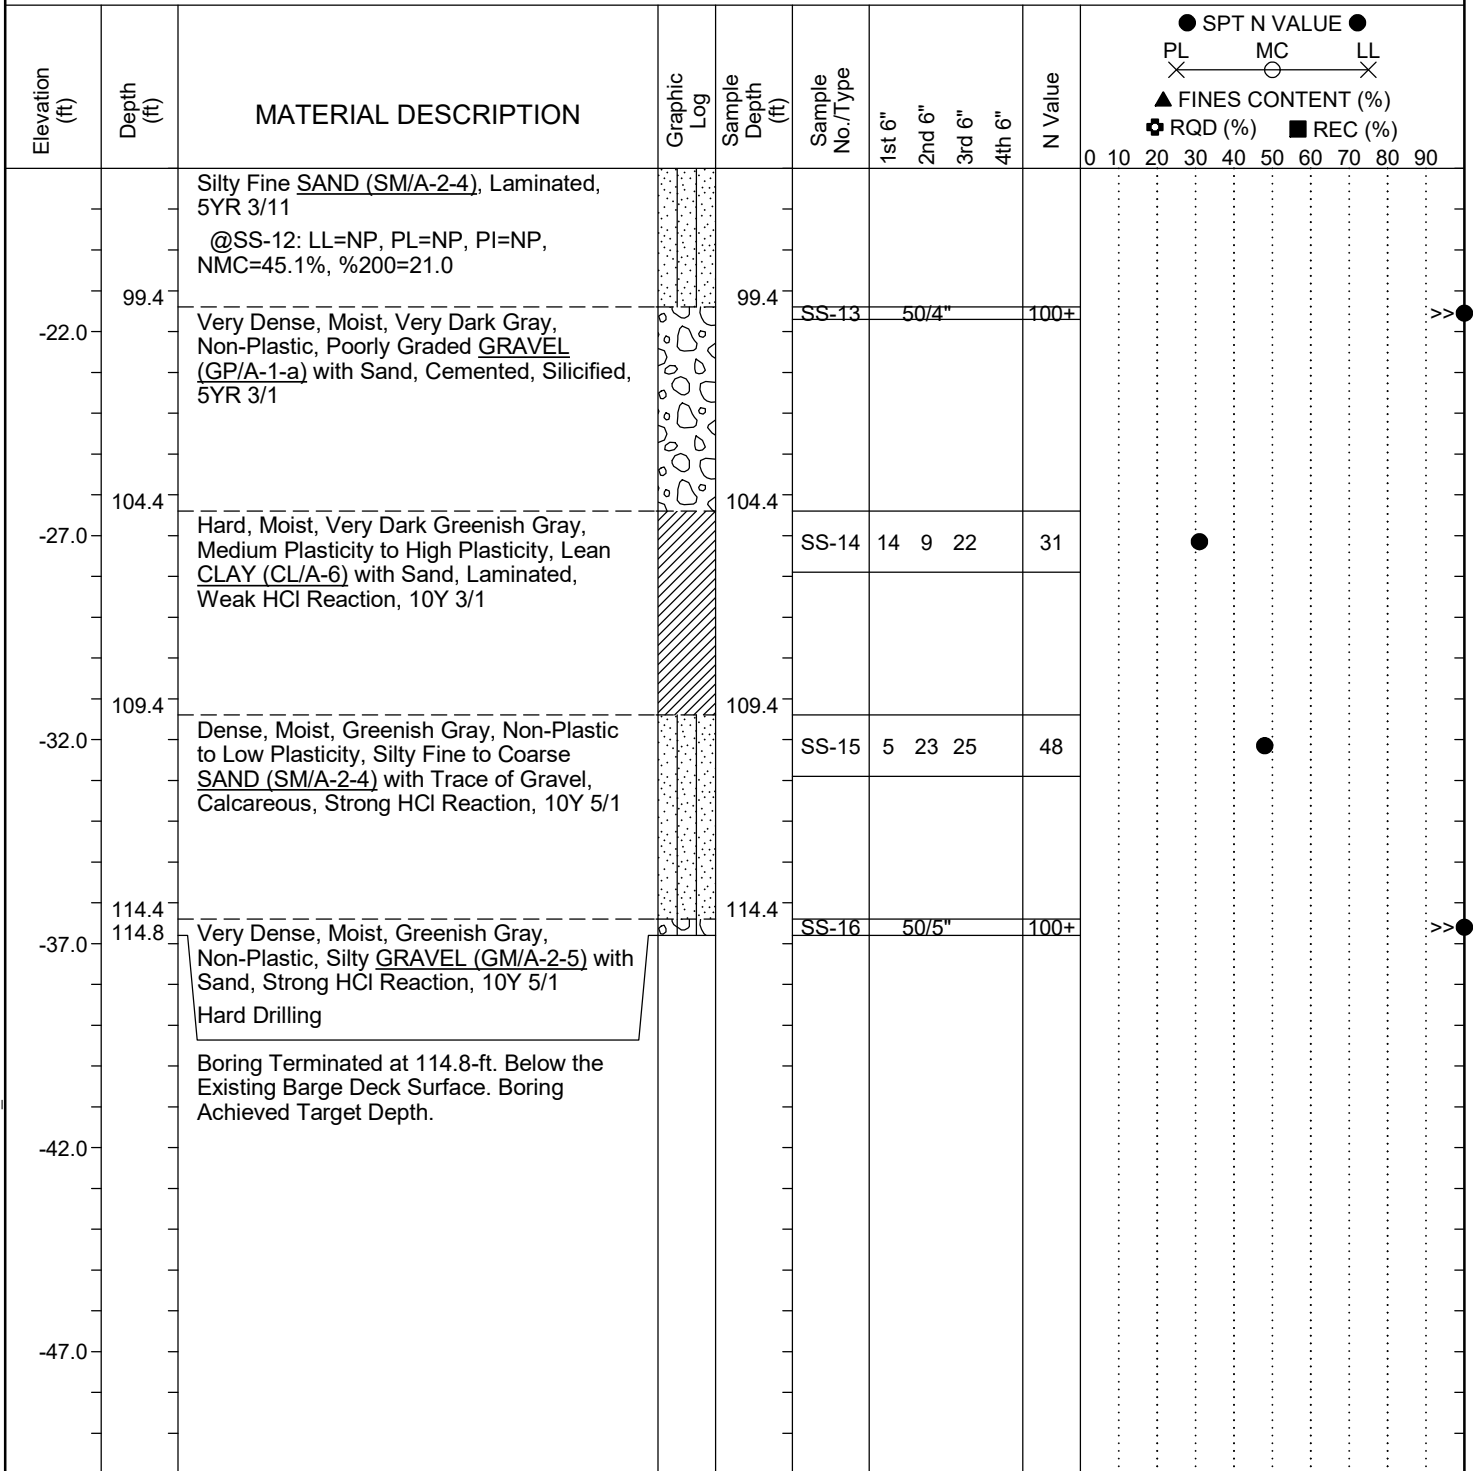 ● SPT N VALUE ●
PL MC LL
▲ FINES CONTENT (%)
RQD (%) ■ REC (%)
0 10 20 30 40 50 60 70 80 90
Elevation
(ft)
Depth
(ft)
MATERIAL DESCRIPTION
Graphic
Log
Sample
Depth
(ft)
Sample
No./Type
1st 6"
2nd 6"
3rd 6"
4th 6"
N Value
Silty Fine SAND (SM/A-2-4), Laminated,
5YR 3/11
@SS-12: LL=NP, PL=NP, PI=NP,
NMC=45.1%, %200=21.0
99.4 99.4
SS-13 50/4" 100+ >>
-22.0
Very Dense, Moist, Very Dark Gray,
Non-Plastic, Poorly Graded GRAVEL
(GP/A-1-a) with Sand, Cemented, Silicified,
5YR 3/1
104.4 104.4
-27.0
Hard, Moist, Very Dark Greenish Gray,
Medium Plasticity to High Plasticity, Lean
CLAY (CL/A-6) with Sand, Laminated,
Weak HCl Reaction, 10Y 3/1
SS-14 14 9 22 31
109.4 109.4
-32.0
Dense, Moist, Greenish Gray, Non-Plastic
to Low Plasticity, Silty Fine to Coarse
SAND (SM/A-2-4) with Trace of Gravel,
Calcareous, Strong HCl Reaction, 10Y 5/1
SS-15 5 23 25 48
114.4 114.4
114.8
SS-16 50/5" 100+ >>
-37.0
Very Dense, Moist, Greenish Gray,
Non-Plastic, Silty GRAVEL (GM/A-2-5) with
Sand, Strong HCl Reaction, 10Y 5/1
Hard Drilling
Boring Terminated at 114.8-ft. Below the
Existing Barge Deck Surface. Boring
Achieved Target Depth.
-42.0
-47.0